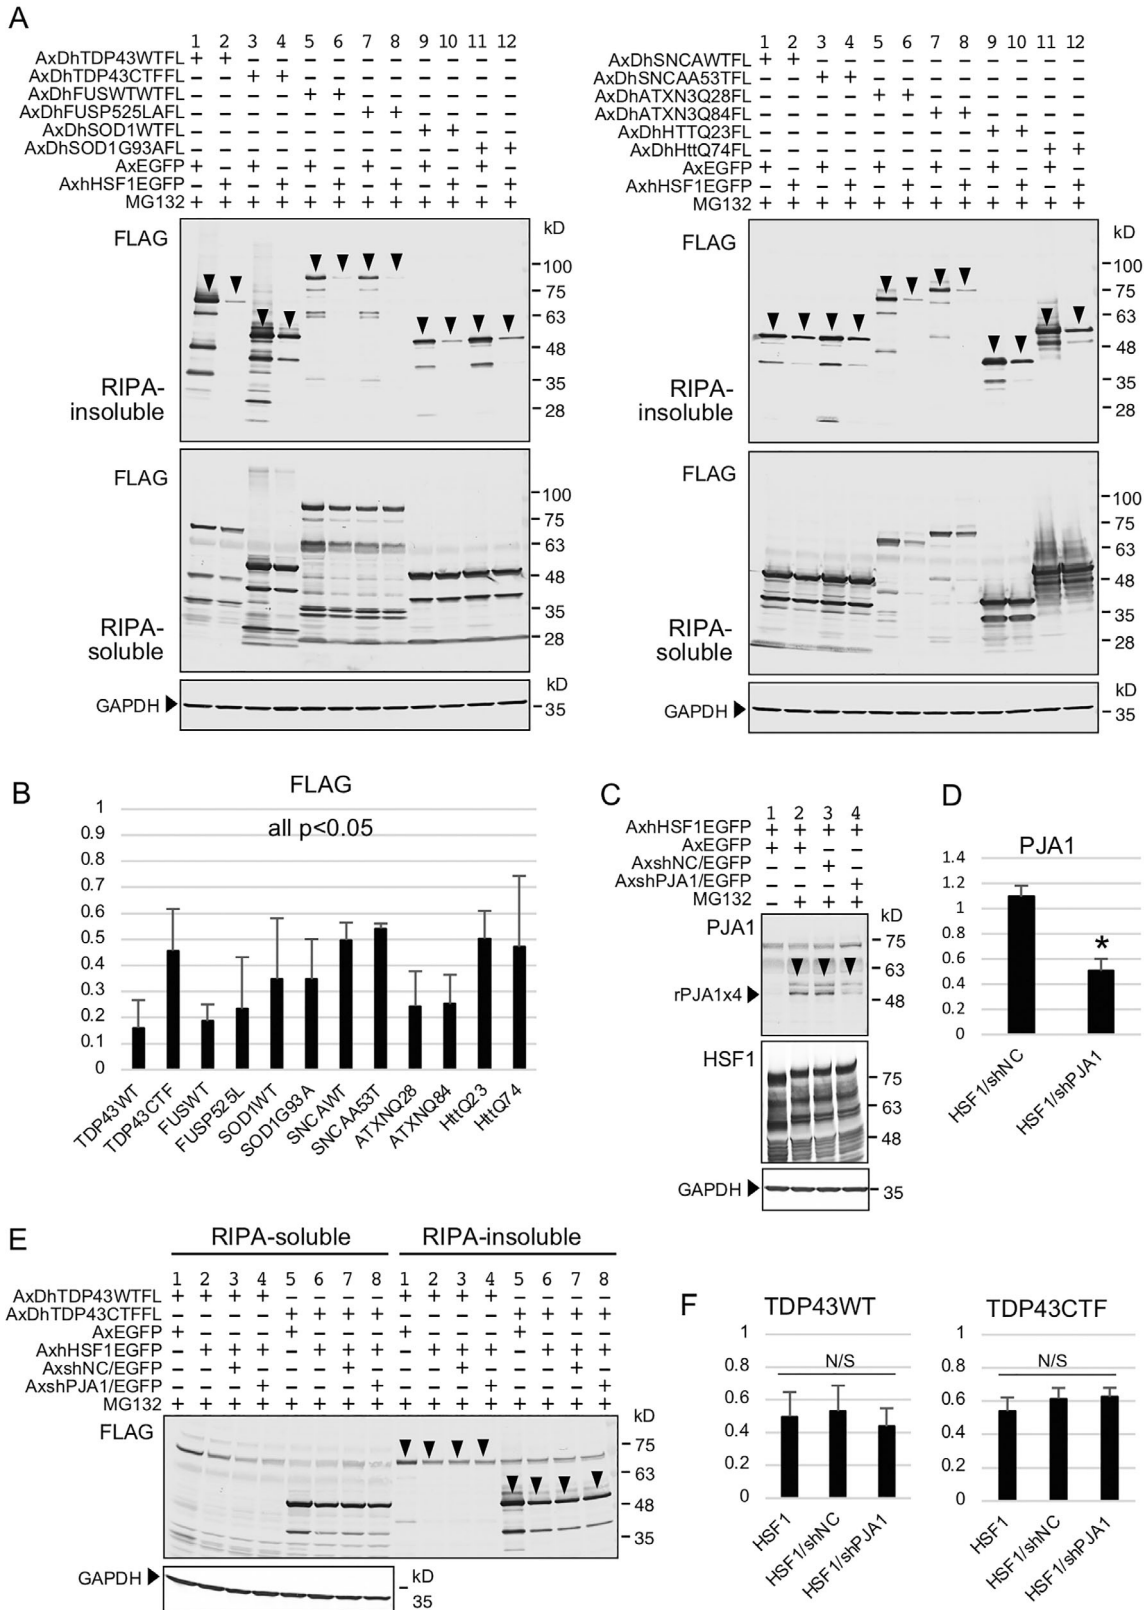 A
1 2 3 4 5 6 7 8 9 10 11 12
AxDhTDP43WTFL + + – – – – – – – – – –
AxDhTDP43CTFFL – – + + – – – – – – – –
AxDhFUSWTWTFL – – – – + + – – – – – –
AxDhFUSP525LAFL – – – – – – + + – – – –
AxDhSOD1WTFL – – – – – – – – + + – –
AxDhSOD1G93AFL – – – – – – – – – – + +
AxEGFP + – + – + – + – + – + –
AxhHSF1EGFP – + – + – + – + – + – +
MG132 + + + + + + + + + + + +
FLAG
kD
100
75
63
48
35
28
RIPA-
insoluble
FLAG
100
75
63
48
35
28
RIPA-
soluble
kD
GAPDH 35
1 2 3 4 5 6 7 8 9 10 11 12
AxDhSNCAWTFL + + – – – – – – – – – –
AxDhSNCAA53TFL – – + + – – – – – – – –
AxDhATXN3Q28FL – – – – + + – – – – – –
AxDhATXN3Q84FL – – – – – – + + – – – –
AxDhHTTQ23FL – – – – – – – – + + – –
AxDhHttQ74FL – – – – – – – – – – + +
AxEGFP + – + – + – + – + – + –
AxhHSF1EGFP – + – + – + – + – + – +
MG132 + + + + + + + + + + + +
FLAG
kD
100
75
63
48
35
28
RIPA-
insoluble
FLAG
100
75
63
48
35
28
RIPA-
soluble
kD
GAPDH 35
B
FLAG
all p<0.05
1
0.9
0.8
0.7
0.6
0.5
0.4
0.3
0.2
0.1
0
TDP43WT
TDP43CTF
FUSWT
FUSP525L
SOD1WT
SOD1G93A
SNCAWT
SNCAA53T
ATXNQ28
ATXNQ84
HttQ23
HttQ74
C
1 2 3 4
AxhHSF1EGFP + + + +
AxEGFP + + – –
AxshNC/EGFP – – + –
AxshPJA1/EGFP – – – +
MG132 – + + +
PJA1
kD
75
63
48
rPJA1x4
HSF1
75
63
48
GAPDH 35
D
PJA1
1.4
1.2
1
0.8
0.6
0.4
0.2
0
*
HSF1/shNC
HSF1/shPJA1
E
RIPA-soluble RIPA-insoluble
1 2 3 4 5 6 7 8 1 2 3 4 5 6 7 8
AxDhTDP43WTFL + + + + – – – – + + + + – – – –
AxDhTDP43CTFFL – – – – + + + + – – – – + + + +
AxEGFP + – – – + – – – + – – – + – – –
AxhHSF1EGFP – + + + – + + + – + + + – + + +
AxshNC/EGFP – – + – – – + – – – + – – – + –
AxshPJA1/EGFP – – – + – – – + – – – + – – – +
MG132 + + + + + + + + + + + + + + + +
FLAG
kD
75
63
48
35
GAPDH
kD
35
F
TDP43WT
1
0.8
0.6
0.4
0.2
0
N/S
HSF1
HSF1/shNC
HSF1/shPJA1
TDP43CTF
1
0.8
0.6
0.4
0.2
0
N/S
HSF1
HSF1/shNC
HSF1/shPJA1